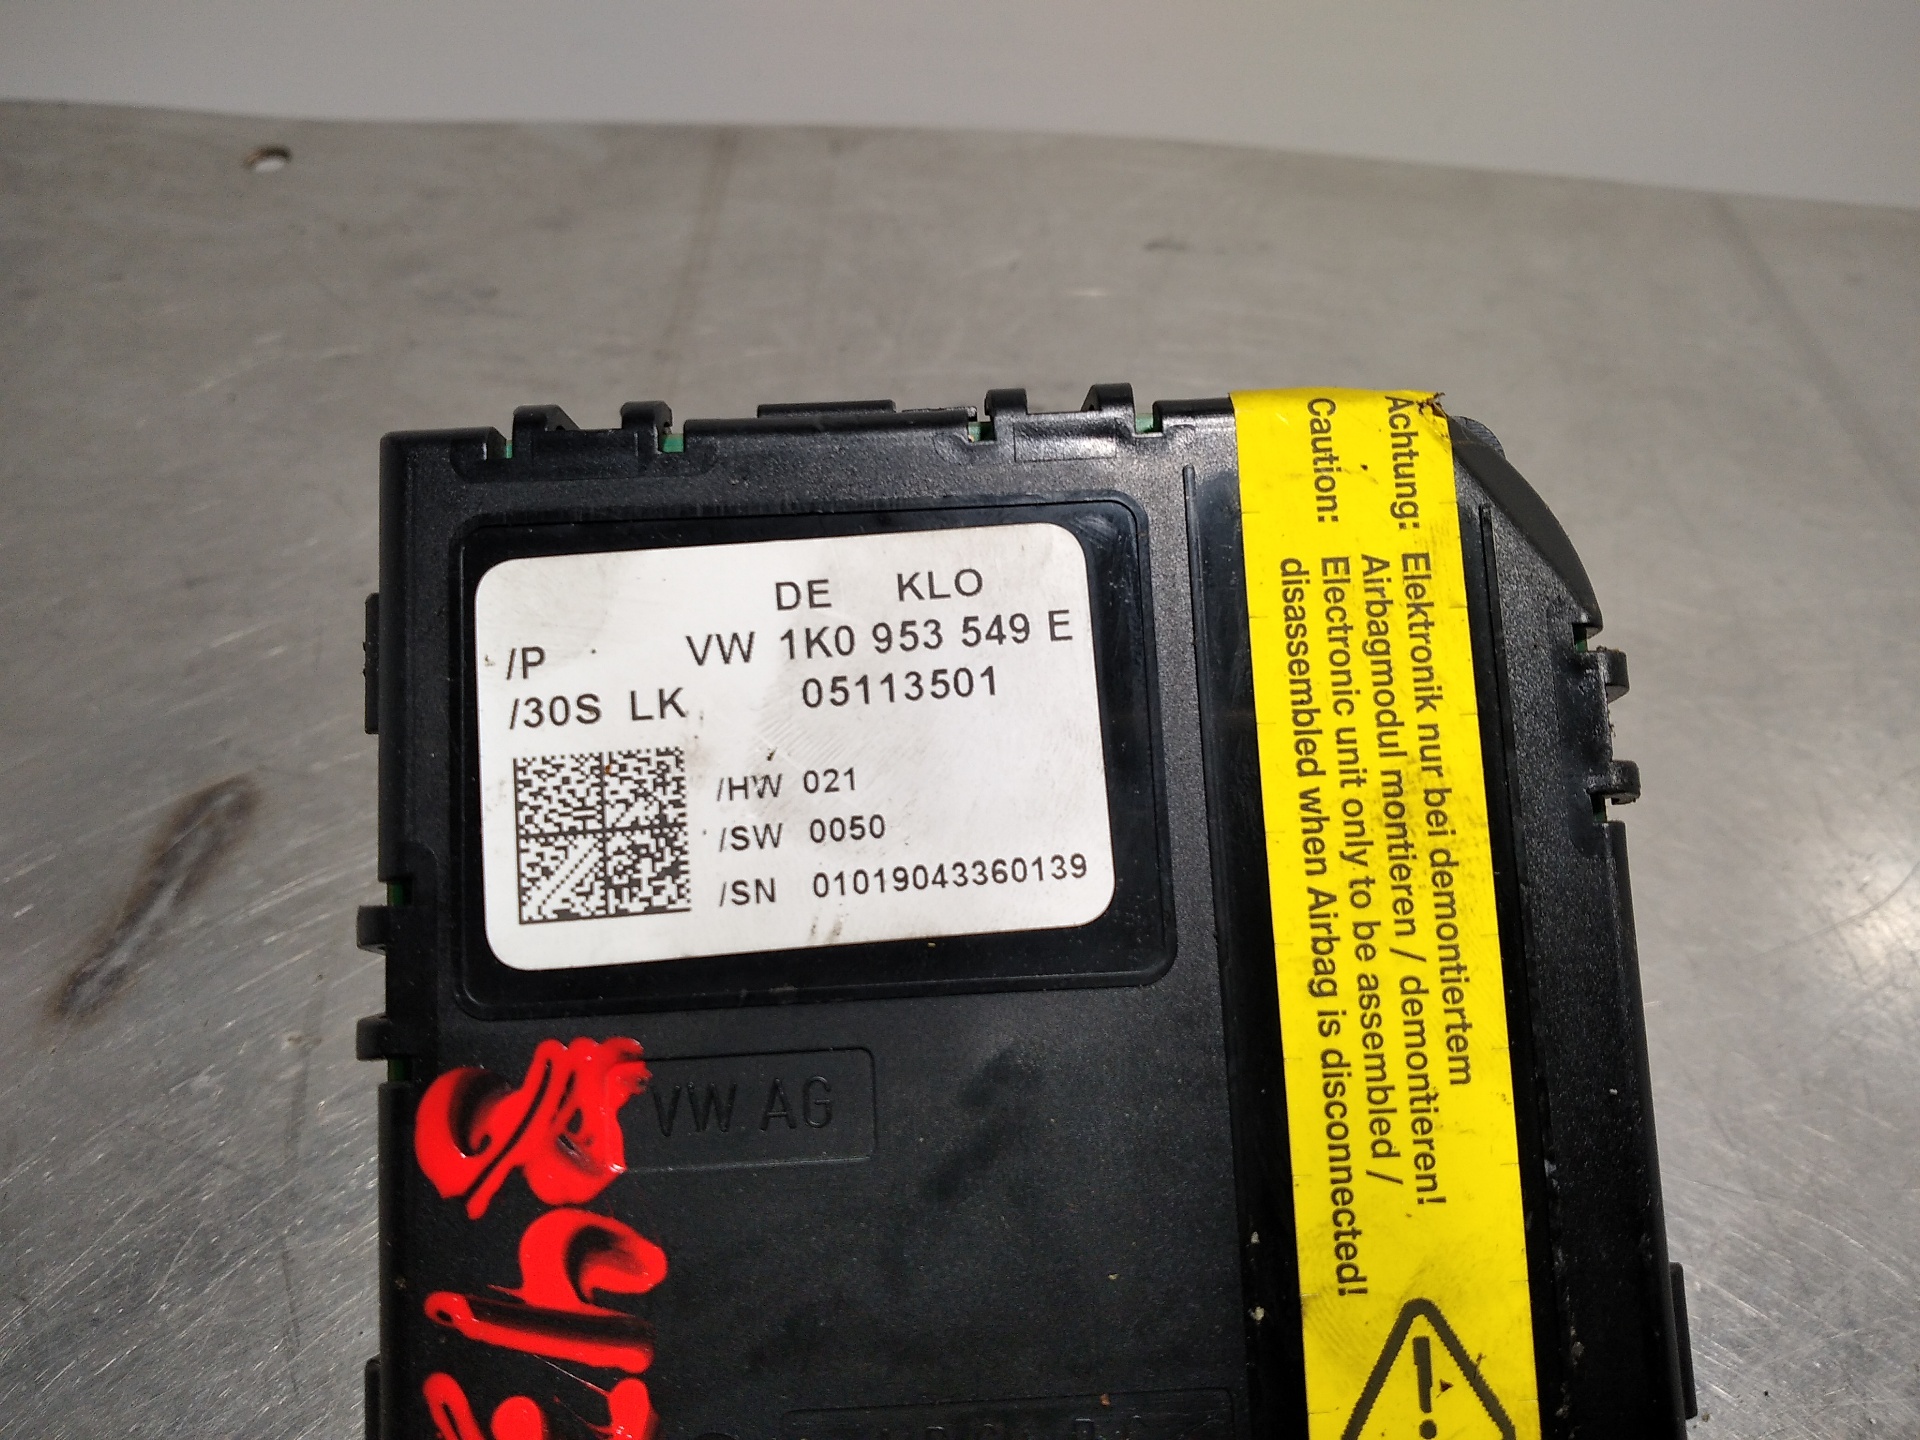 DE KLO
/P VW 1K0 953 549 E
/30S LK 05113501
/HW 021
/SW 0050
/SN 01019043360139
VW AG
Achtung: Elektronik nur bei demontiertem
Airbagmodul montieren / demontieren!
Caution: Electronic unit only to be assembled /
disassembled when Airbag is disconnected!